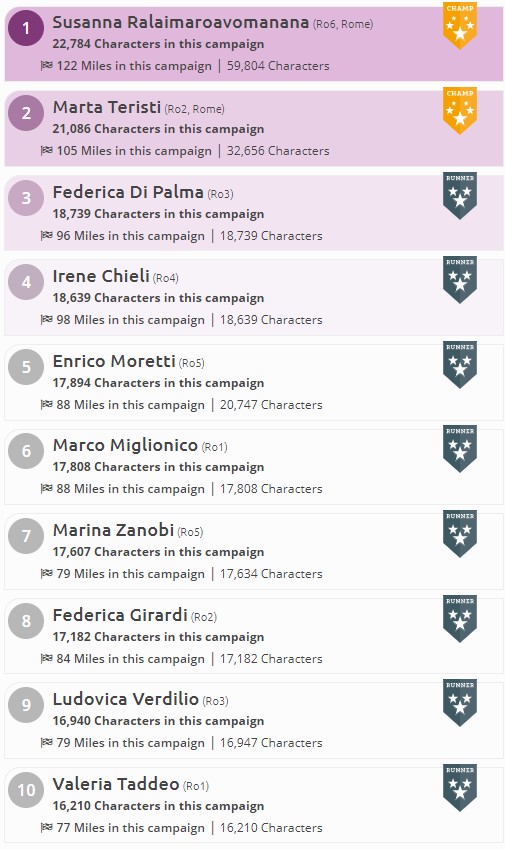 1
Susanna Ralaimaroavomanana (Ro6, Rome)
CHAMP
22,784 Characters in this campaign
122 Miles in this campaign | 59,804 Characters
2
Marta Teristi (Ro2, Rome)
CHAMP
21,086 Characters in this campaign
105 Miles in this campaign | 32,656 Characters
3
Federica Di Palma (Ro3)
RUNNER
18,739 Characters in this campaign
96 Miles in this campaign | 18,739 Characters
4
Irene Chieli (Ro4)
RUNNER
18,639 Characters in this campaign
98 Miles in this campaign | 18,639 Characters
5
Enrico Moretti (Ro5)
RUNNER
17,894 Characters in this campaign
88 Miles in this campaign | 20,747 Characters
6
Marco Miglionico (Ro1)
RUNNER
17,808 Characters in this campaign
88 Miles in this campaign | 17,808 Characters
7
Marina Zanobi (Ro5)
RUNNER
17,607 Characters in this campaign
79 Miles in this campaign | 17,634 Characters
8
Federica Girardi (Ro2)
RUNNER
17,182 Characters in this campaign
84 Miles in this campaign | 17,182 Characters
9
Ludovica Verdilio (Ro3)
RUNNER
16,940 Characters in this campaign
79 Miles in this campaign | 16,947 Characters
10
Valeria Taddeo (Ro1)
RUNNER
16,210 Characters in this campaign
77 Miles in this campaign | 16,210 Characters